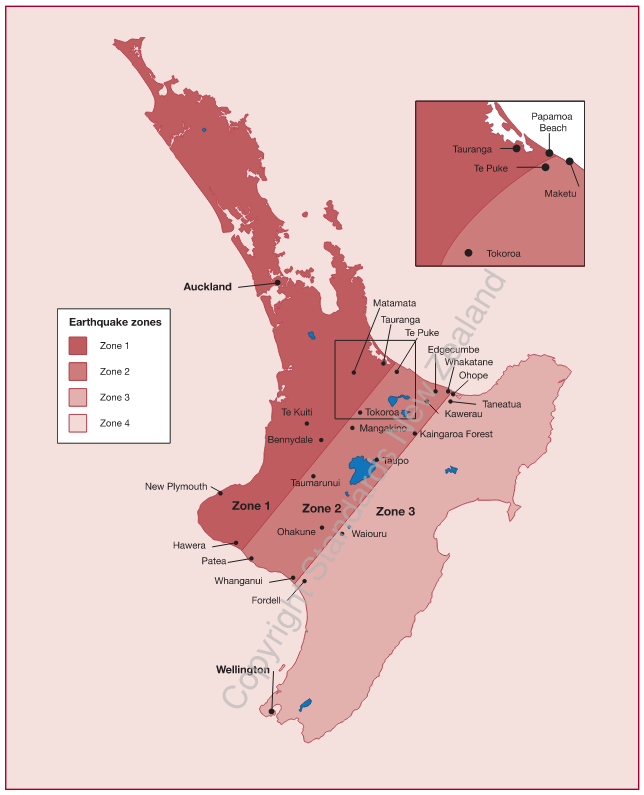 Papamoa
Beach
Tauranga
Te Puke
Maketu
Tokoroa
Auckland
Matamata
Tauranga
Te Puke
Earthquake zones
Zone 1
Zone 2
Zone 3
Zone 4
Edgecumbe
Whakatane
Ohope
Taneatua
Kawerau
Te Kuiti
Tokoroa
Mangakino
Kaingaroa Forest
Bennydale
Taupo
Taumarunui
New Plymouth
Zone 1
Zone 2
Zone 3
Ohakune
Waiouru
Hawera
Patea
Whanganui
Fordell
Wellington
Copyright Standards New Zealand